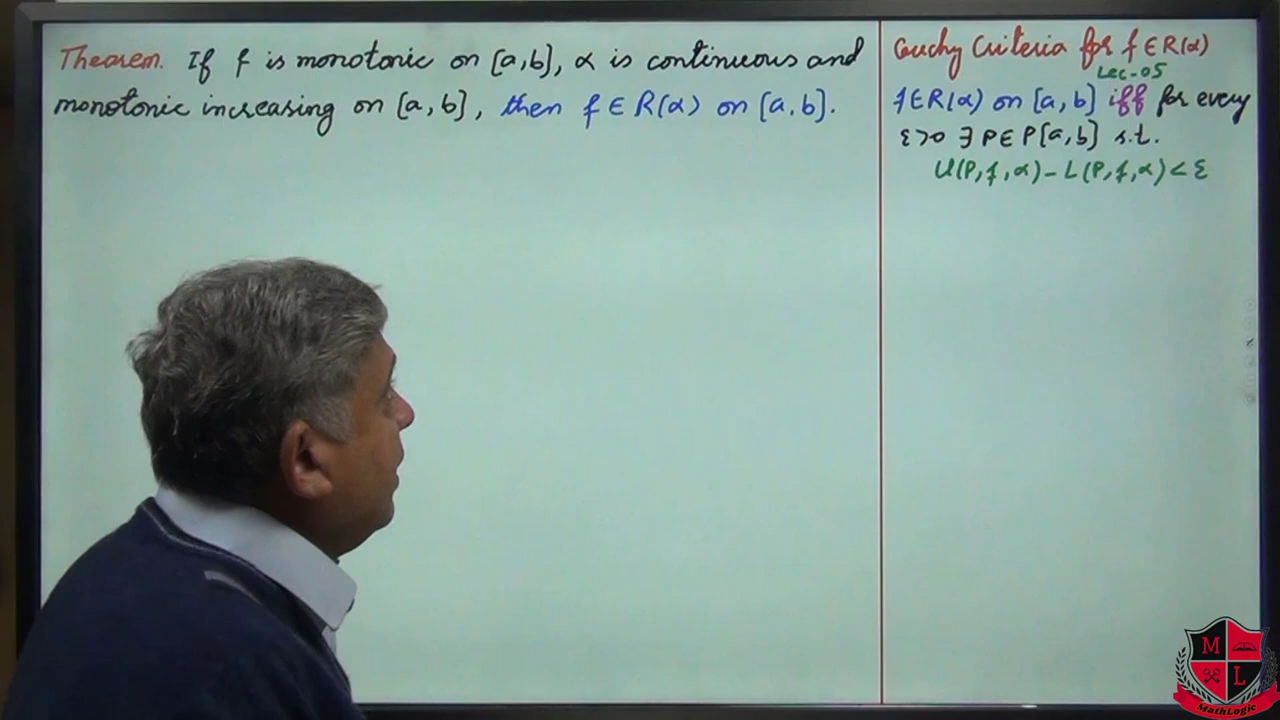 Theorem. If f is monotonic on [a,b], α is continuous and
monotonic increasing on [a,b], then f ∈ R(α) on [a,b].
Cauchy Criteria for f ∈ R(α)
Lec-05
f ∈ R(α) on [a,b] iff for every
ε>0 ∃ P ∈ P[a,b] s.t.
U(P,f,α) - L(P,f,α) < ε
M
L
MathLogic